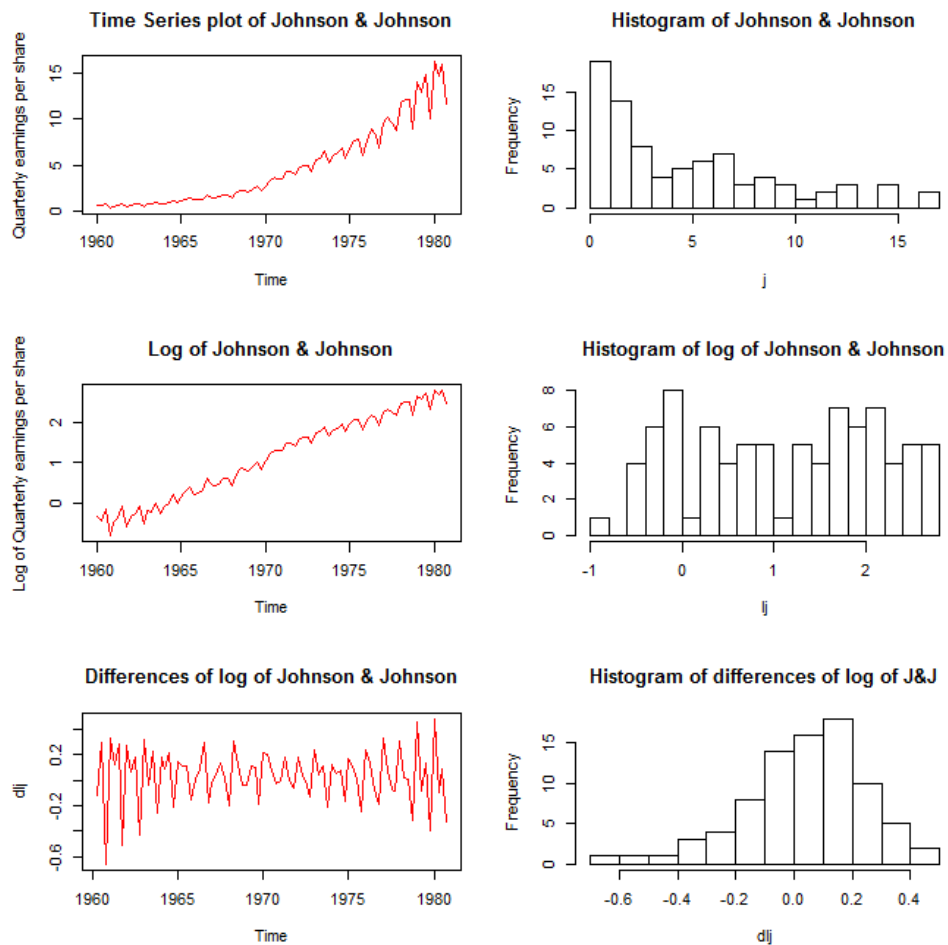 Time Series plot of Johnson & Johnson
Quarterly earnings per share
15
10
5
0
1960 1965 1970 1975 1980
Time
Histogram of Johnson & Johnson
Frequency
15
10
5
0
0 5 10 15
j
Log of Johnson & Johnson
Log of Quarterly earnings per share
2
1
0
1960 1965 1970 1975 1980
Time
Histogram of log of Johnson & Johnson
Frequency
8
6
4
2
0
-1 0 1 2
lj
Differences of log of Johnson & Johnson
dlj
0.2
-0.2
-0.6
1960 1965 1970 1975 1980
Time
Histogram of differences of log of J&J
Frequency
15
10
5
0
-0.6 -0.4 -0.2 0.0 0.2 0.4
dlj